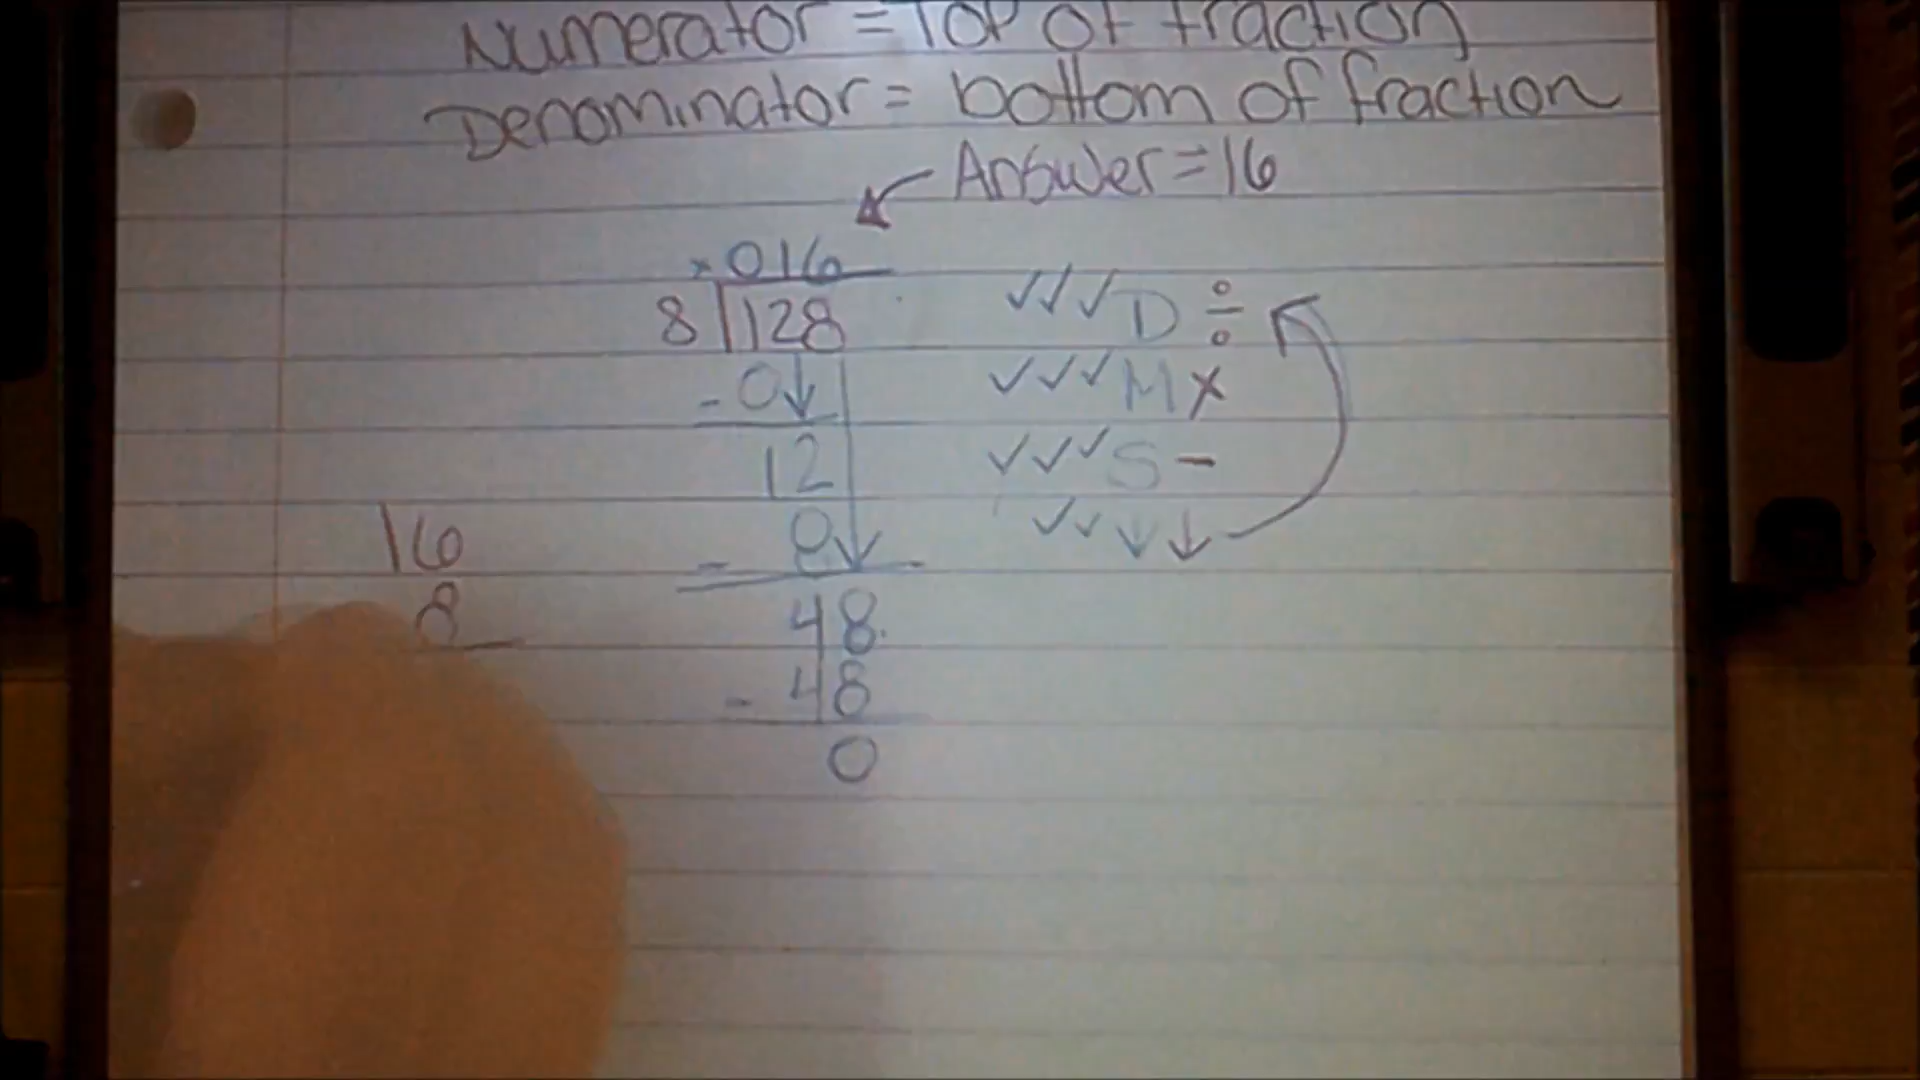 Numerator = Top of fraction
Denominator = bottom of fraction
Answer = 16
× 016
8 128 ✓✓✓ D ÷
- 0↓ ✓✓✓ M ×
12 ✓✓✓ S -
16 - 8↓ ✓✓ ↓ ↓
8 48
- 48
0